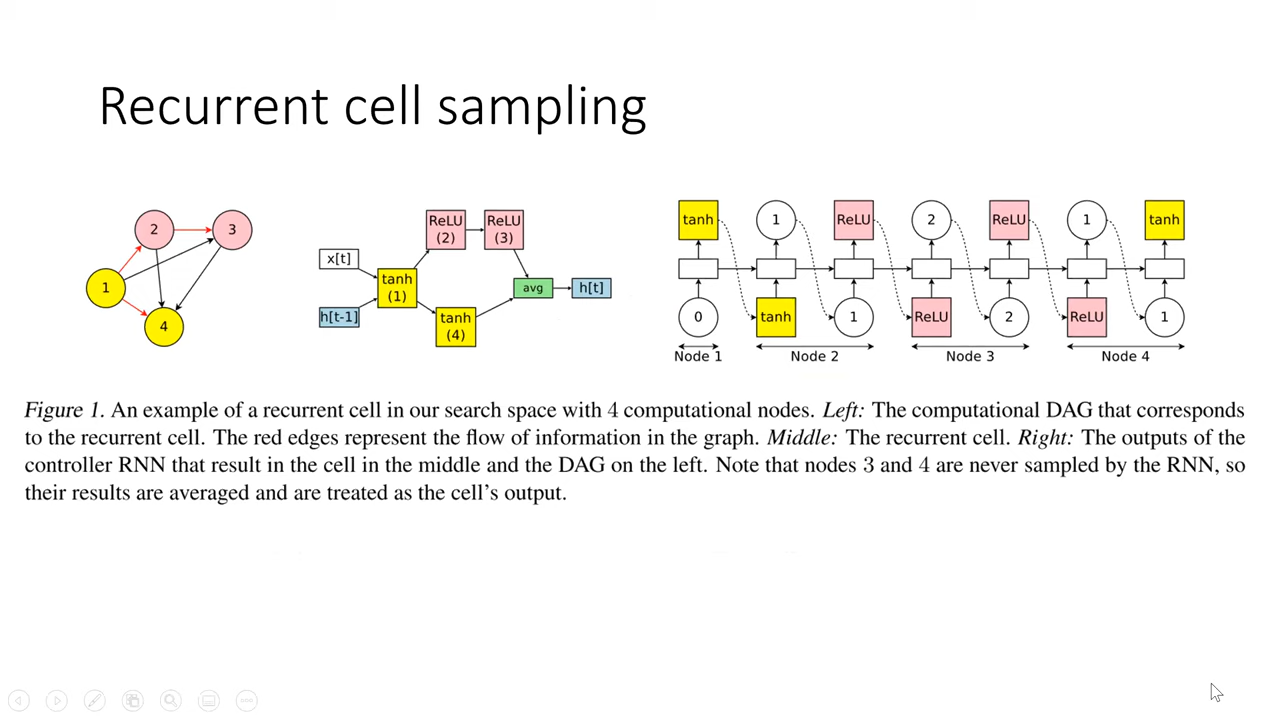 Recurrent cell sampling
1
2
3
4
x[t]
h[t-1]
tanh
(1)
ReLU
(2)
ReLU
(3)
tanh
(4)
avg
h[t]
tanh
1
ReLU
2
ReLU
1
tanh
0
tanh
1
ReLU
2
ReLU
1
Node 1
Node 2
Node 3
Node 4
Figure 1. An example of a recurrent cell in our search space with 4 computational nodes. Left: The computational DAG that corresponds
to the recurrent cell. The red edges represent the flow of information in the graph. Middle: The recurrent cell. Right: The outputs of the
controller RNN that result in the cell in the middle and the DAG on the left. Note that nodes 3 and 4 are never sampled by the RNN, so
their results are averaged and are treated as the cell's output.